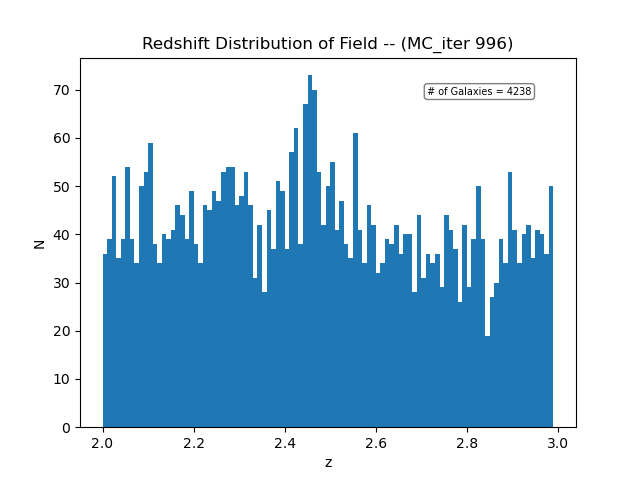 Redshift Distribution of Field -- (MC_iter 996)
# of Galaxies = 4238
70
60
50
40
30
20
10
0
N
2.0 2.2 2.4 2.6 2.8 3.0
z